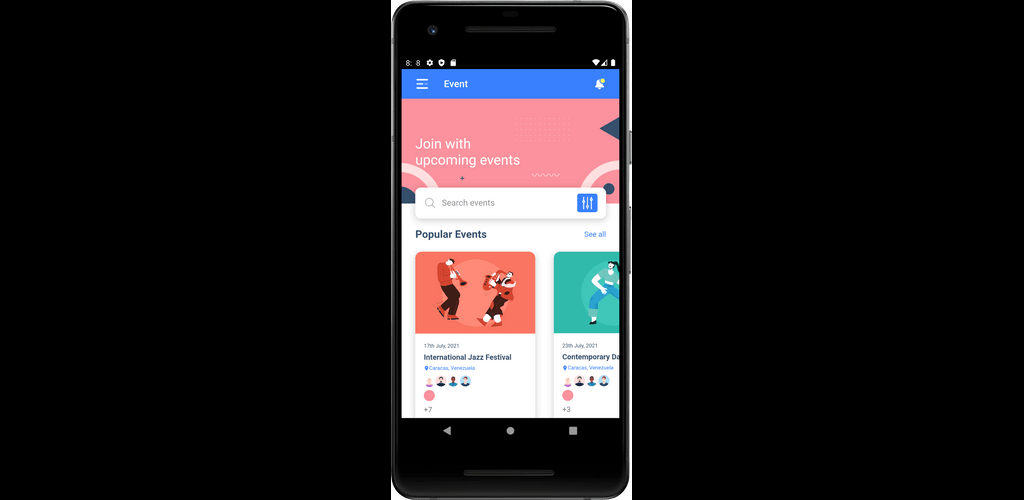 8: 8
Event
Join with
upcoming events
Search events
Popular Events
See all
17th July, 2021
International Jazz Festival
Caracas, Venezuela
+7
23th July, 2021
Contemporary Da
Caracas, Venezuela
+3